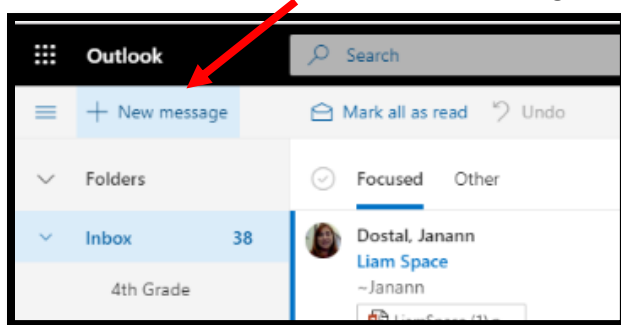 Outlook
Search
+ New message
Mark all as read
Undo
Folders
Focused
Other
Inbox
38
Dostal, Janann
Liam Space
~Janann
4th Grade